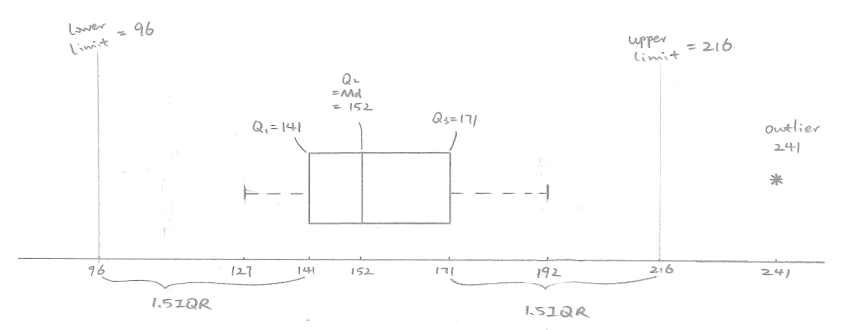 lower
limit = 96
upper
limit = 216
Q₂
=Md
= 152
Q₁=141
Q₃=171
outlier
241
*
96
127
141
152
171
192
216
241
1.5IQR
1.5IQR